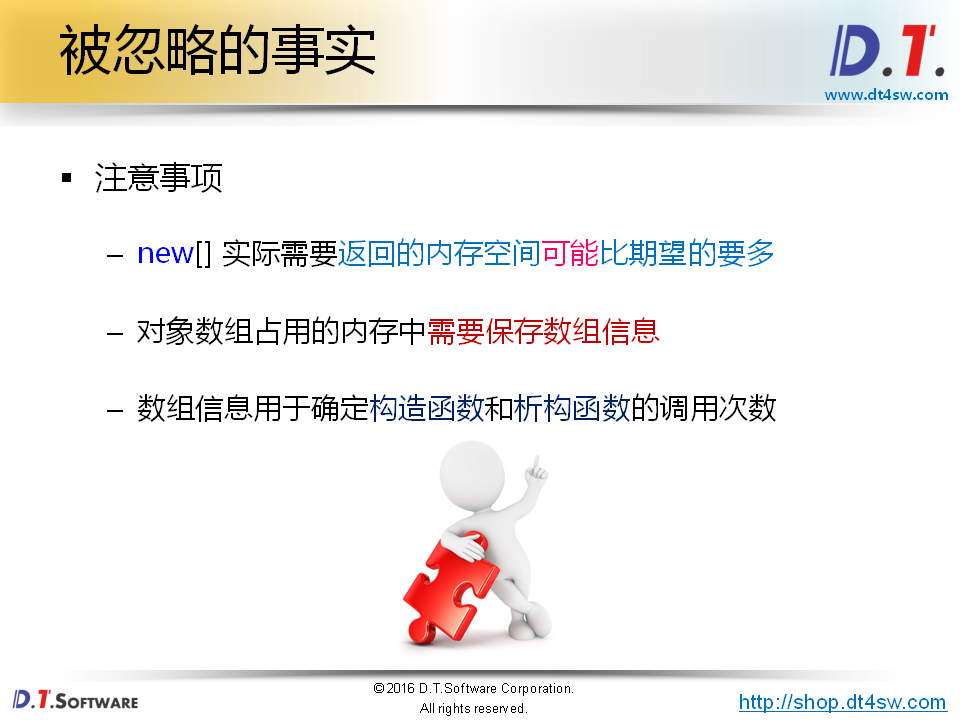 被忽略的事实
D.T.
www.dt4sw.com
▪ 注意事项
– new[] 实际需要返回的内存空间可能比期望的要多
– 对象数组占用的内存中需要保存数组信息
– 数组信息用于确定构造函数和析构函数的调用次数
D.T.SOFTWARE
©2016 D.T.Software Corporation.
All rights reserved.
http://shop.dt4sw.com